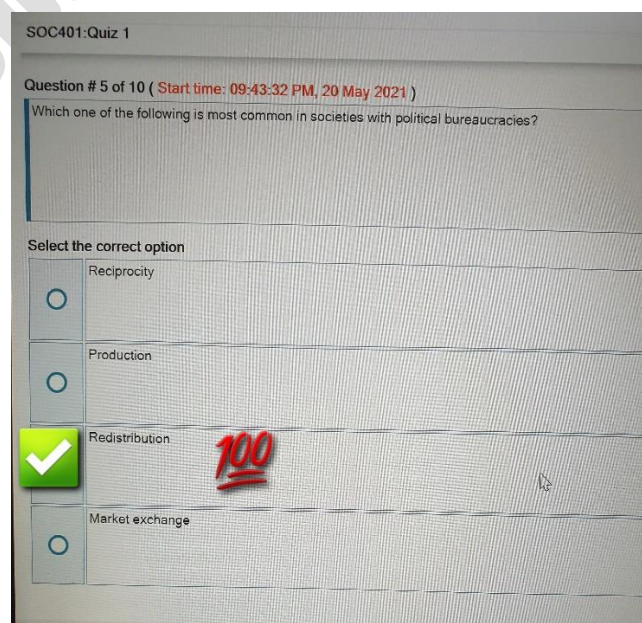 SOC401:Quiz 1
Question # 5 of 10 ( Start time: 09:43:32 PM, 20 May 2021 )
Which one of the following is most common in societies with political bureaucracies?
Select the correct option
Reciprocity
Production
Redistribution
100
Market exchange